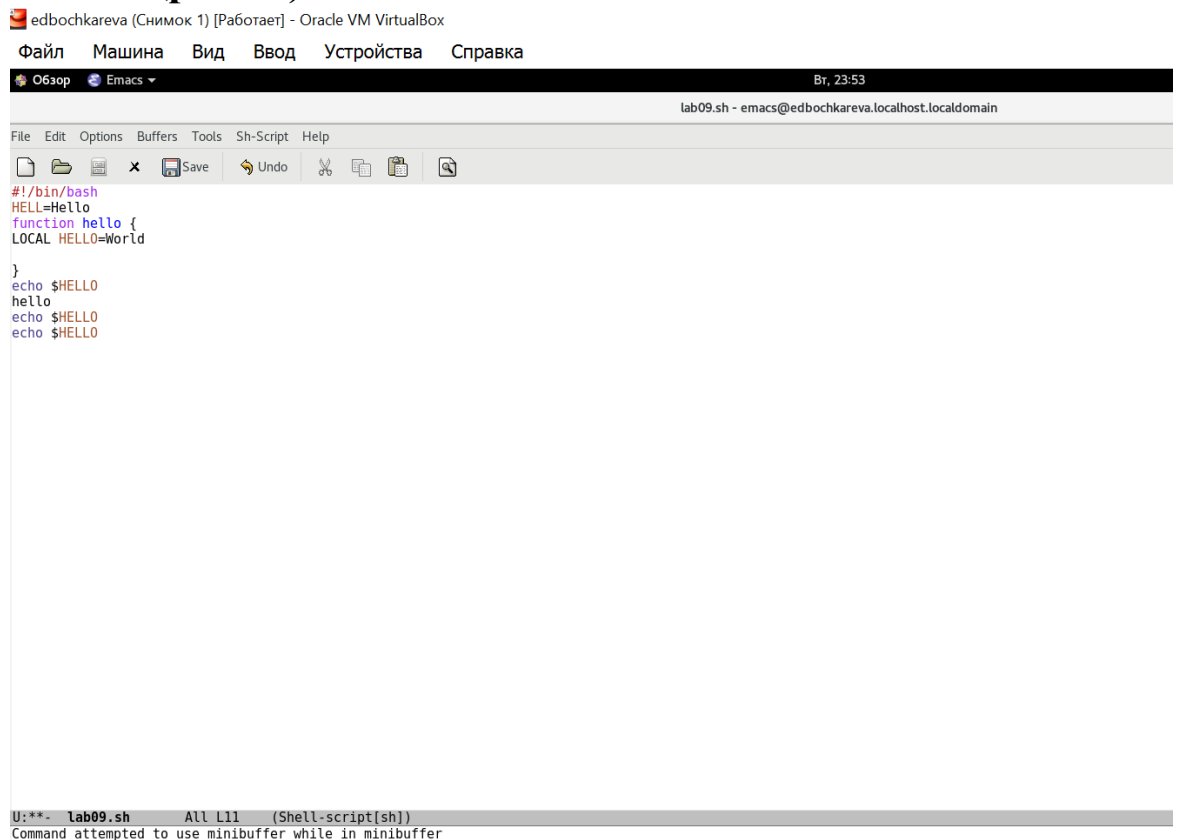 edbochkareva (Снимок 1) [Работает] - Oracle VM VirtualBox
Файл Машина Вид Ввод Устройства Справка
Обзор Emacs Вт, 23:53
lab09.sh - emacs@edbochkareva.localhost.localdomain
File Edit Options Buffers Tools Sh-Script Help
Save Undo
#!/bin/bash
HELL=Hello
function hello {
LOCAL HELLO=World
}
echo $HELLO
hello
echo $HELLO
echo $HELLO
U:**- lab09.sh All L11 (Shell-script[sh])
Command attempted to use minibuffer while in minibuffer